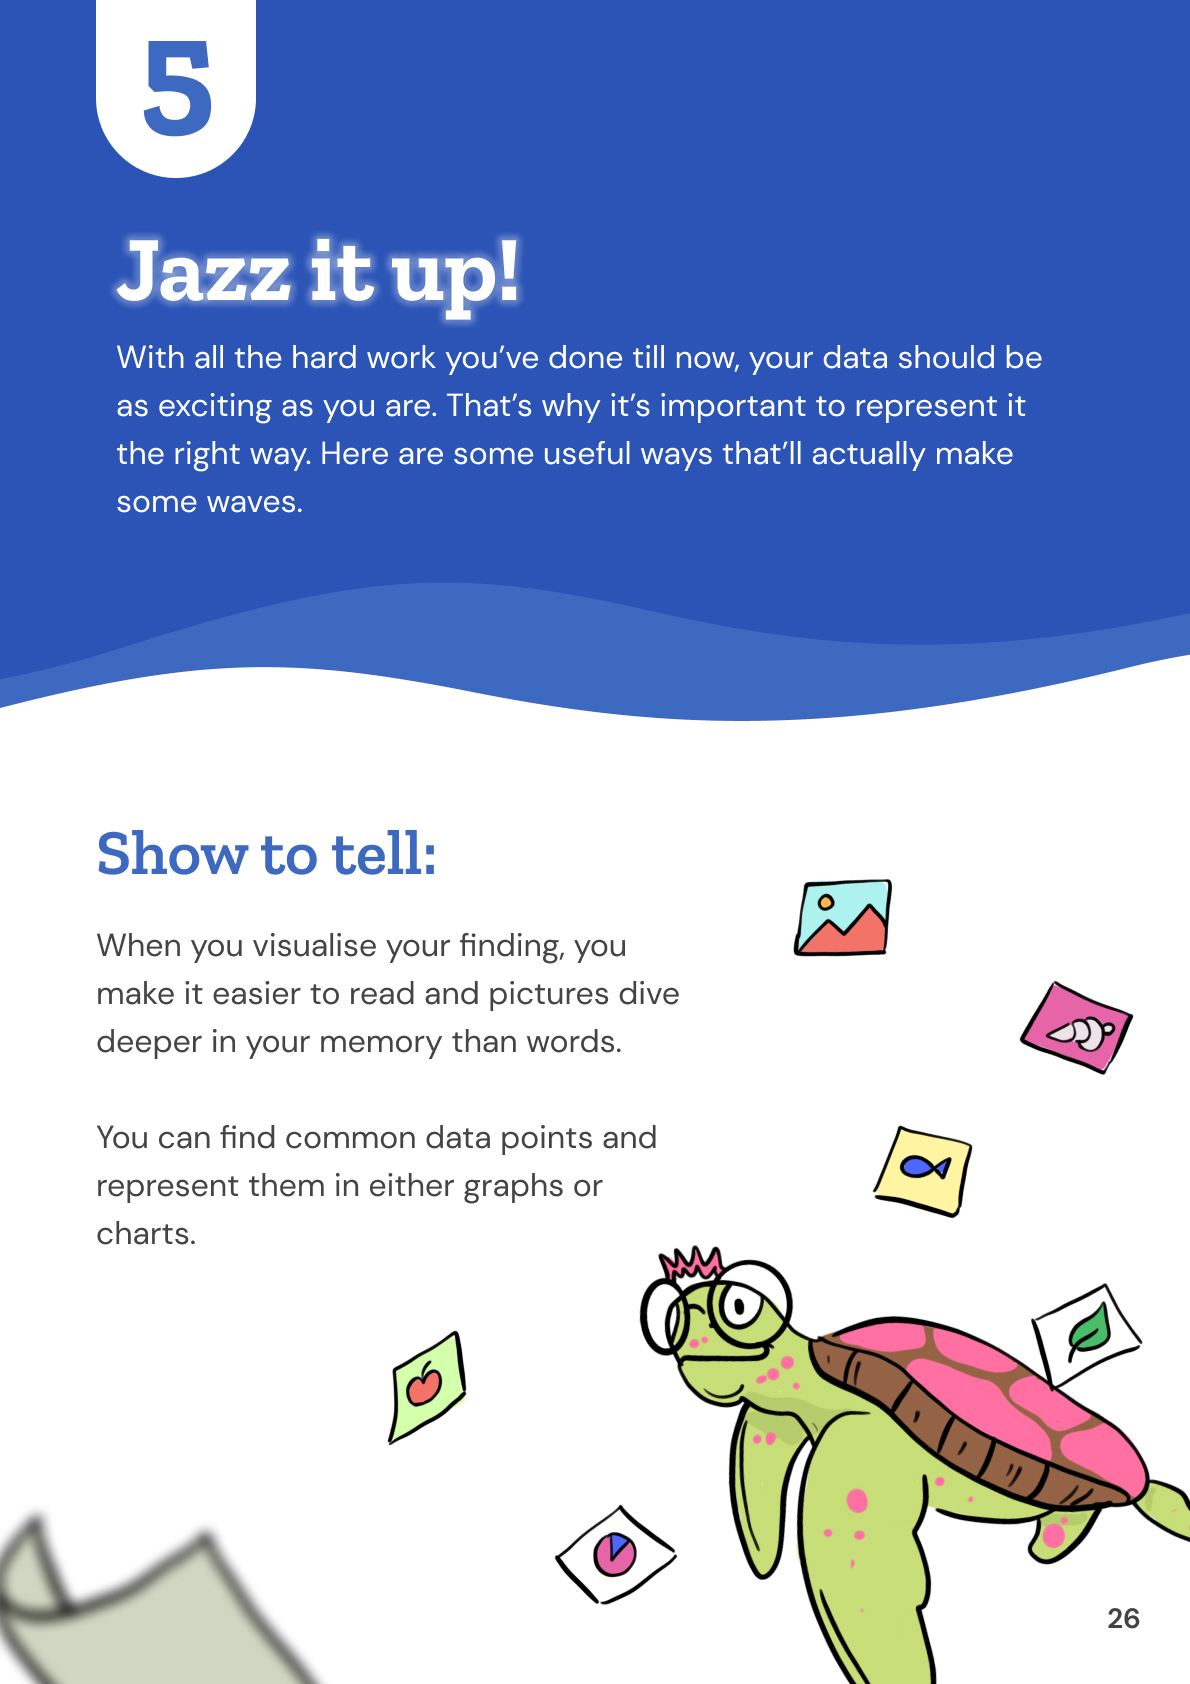 5
Jazz it up!
With all the hard work you’ve done till now, your data should be
as exciting as you are. That’s why it’s important to represent it
the right way. Here are some useful ways that’ll actually make
some waves.
Show to tell:
When you visualise your finding, you
make it easier to read and pictures dive
deeper in your memory than words.
You can find common data points and
represent them in either graphs or
charts.
26